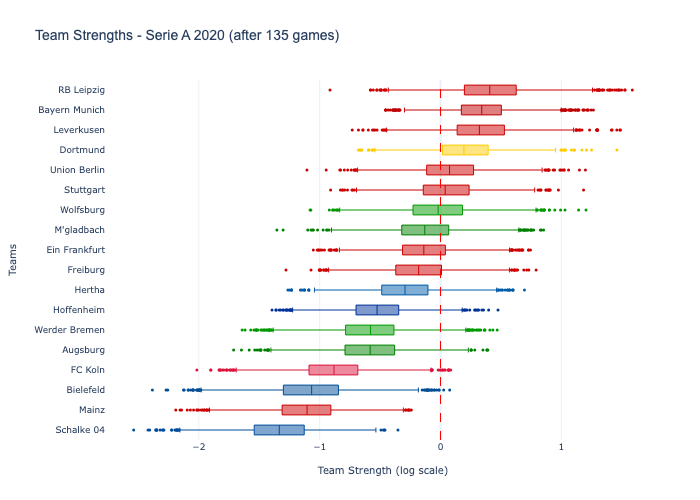 Team Strengths - Serie A 2020 (after 135 games)
RB Leipzig
Bayern Munich
Leverkusen
Dortmund
Union Berlin
Stuttgart
Wolfsburg
M'gladbach
Ein Frankfurt
Freiburg
Hertha
Hoffenheim
Werder Bremen
Augsburg
FC Koln
Bielefeld
Mainz
Schalke 04
Teams
−2 −1 0 1
Team Strength (log scale)